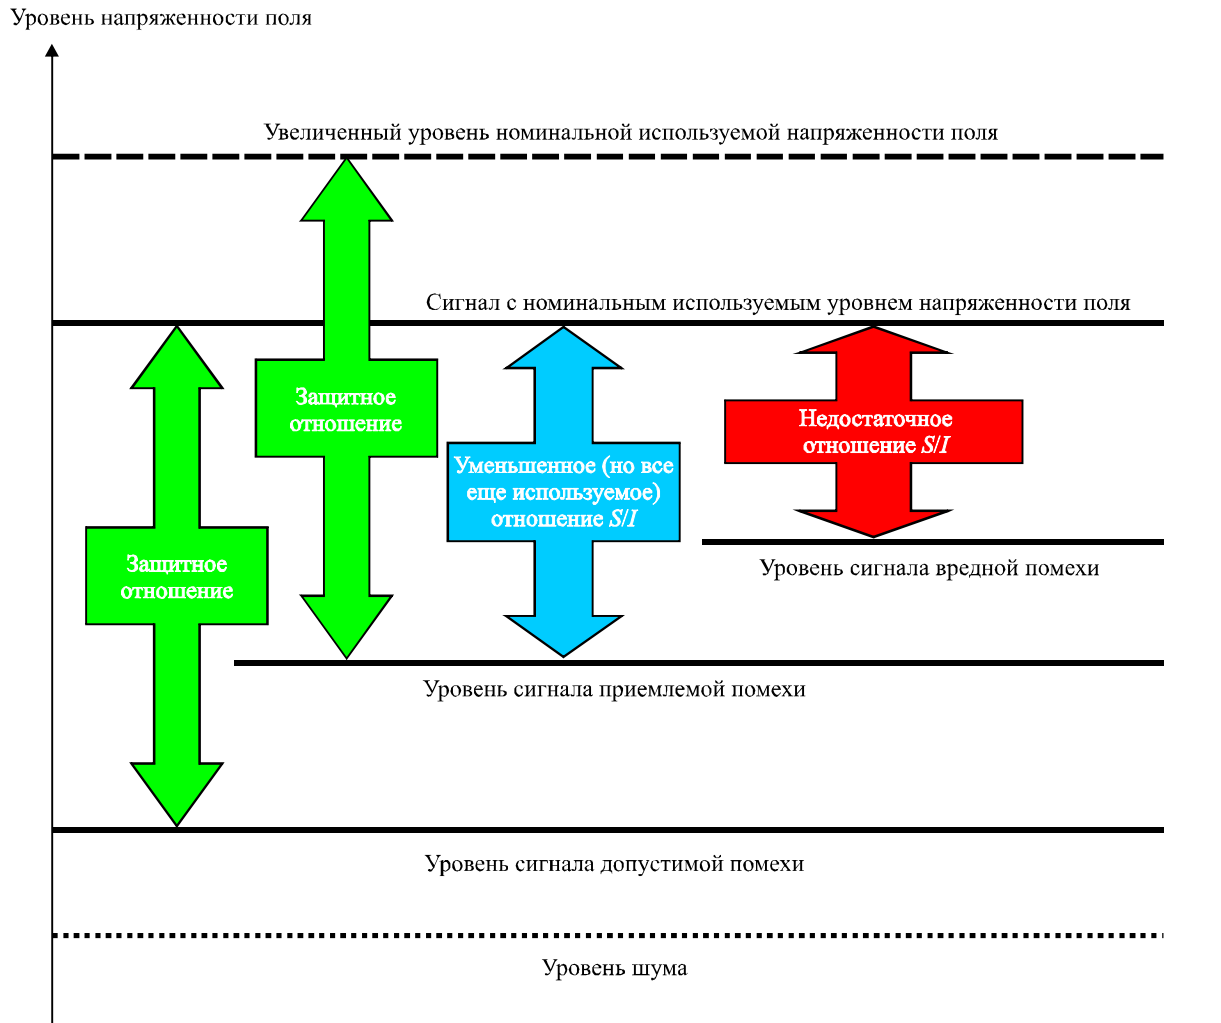 Уровень напряженности поля
Увеличенный уровень номинальной используемой напряженности поля
Сигнал с номинальным используемым уровнем напряженности поля
Защитное
отношение
Недостаточное
отношение S/I
Уменьшенное (но все
еще используемое)
отношение S/I
Защитное
отношение
Уровень сигнала вредной помехи
Уровень сигнала приемлемой помехи
Уровень сигнала допустимой помехи
Уровень шума